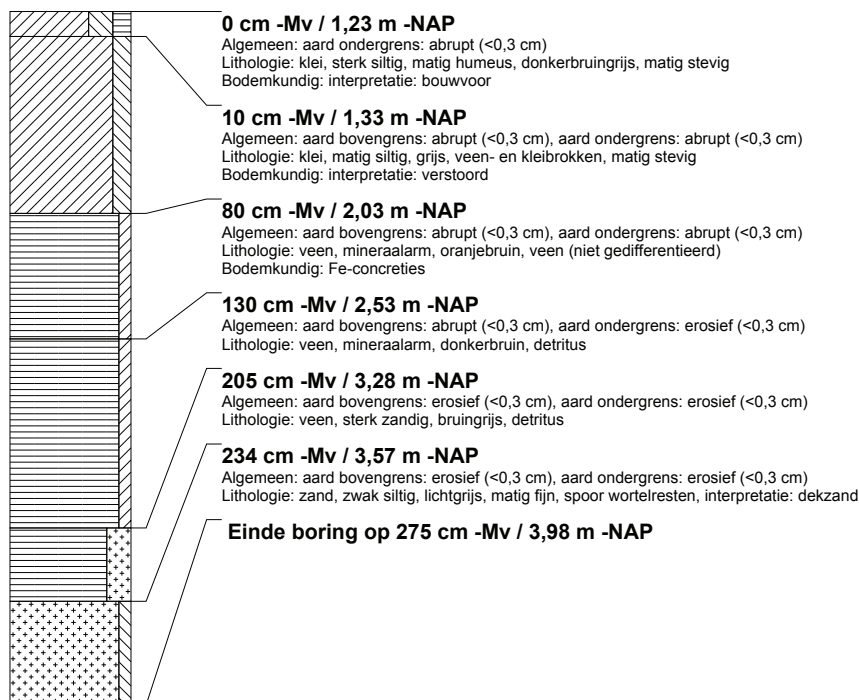 0 cm -Mv / 1,23 m -NAP
Algemeen: aard ondergrens: abrupt (<0,3 cm)
Lithologie: klei, sterk siltig, matig humeus, donkerbruingrijs, matig stevig
Bodemkundig: interpretatie: bouwvoor
10 cm -Mv / 1,33 m -NAP
Algemeen: aard bovengrens: abrupt (<0,3 cm), aard ondergrens: abrupt (<0,3 cm)
Lithologie: klei, matig siltig, grijs, veen- en kleibrokken, matig stevig
Bodemkundig: interpretatie: verstoord
80 cm -Mv / 2,03 m -NAP
Algemeen: aard bovengrens: abrupt (<0,3 cm), aard ondergrens: abrupt (<0,3 cm)
Lithologie: veen, mineraalarm, oranjebruin, veen (niet gedifferentieerd)
Bodemkundig: Fe-concreties
130 cm -Mv / 2,53 m -NAP
Algemeen: aard bovengrens: abrupt (<0,3 cm), aard ondergrens: erosief (<0,3 cm)
Lithologie: veen, mineraalarm, donkerbruin, detritus
205 cm -Mv / 3,28 m -NAP
Algemeen: aard bovengrens: erosief (<0,3 cm), aard ondergrens: erosief (<0,3 cm)
Lithologie: veen, sterk zandig, bruingrijs, detritus
234 cm -Mv / 3,57 m -NAP
Algemeen: aard bovengrens: erosief (<0,3 cm), aard ondergrens: erosief (<0,3 cm)
Lithologie: zand, zwak siltig, lichtgrijs, matig fijn, spoor wortelresten, interpretatie: dekzand
Einde boring op 275 cm -Mv / 3,98 m -NAP